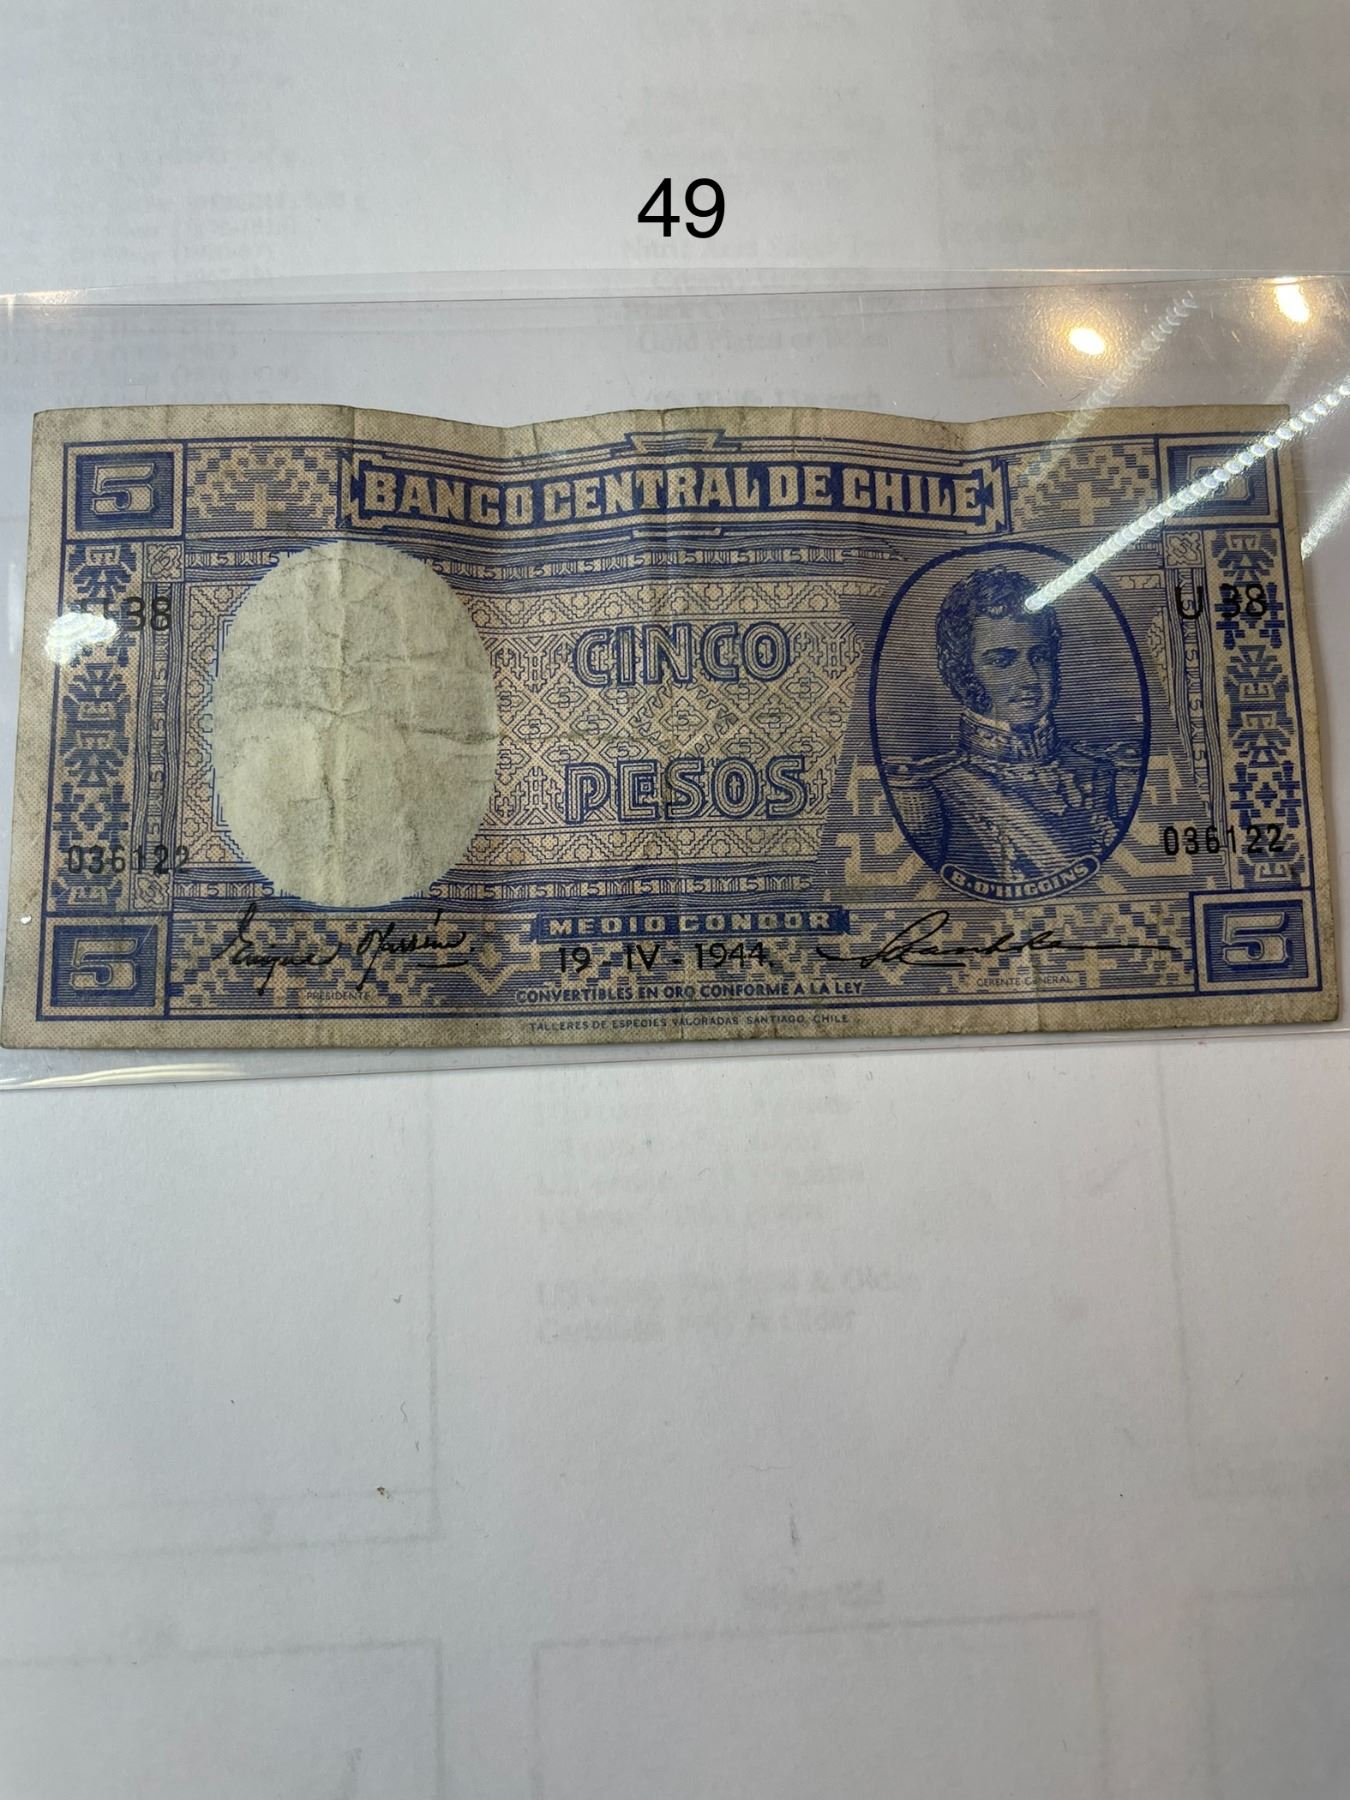 49
5
BANCO CENTRAL DE CHILE
38
U 38
CINCO
PESOS
036122
036122
B. O'HIGGINS
5
MEDIO CONDOR
5
19 - IV - 1944.
PRESIDENTE
CONVERTIBLES EN ORO CONFORME A LA LEY
GERENTE GENERAL
TALLERES DE ESPECIES VALORADAS SANTIAGO, CHILE